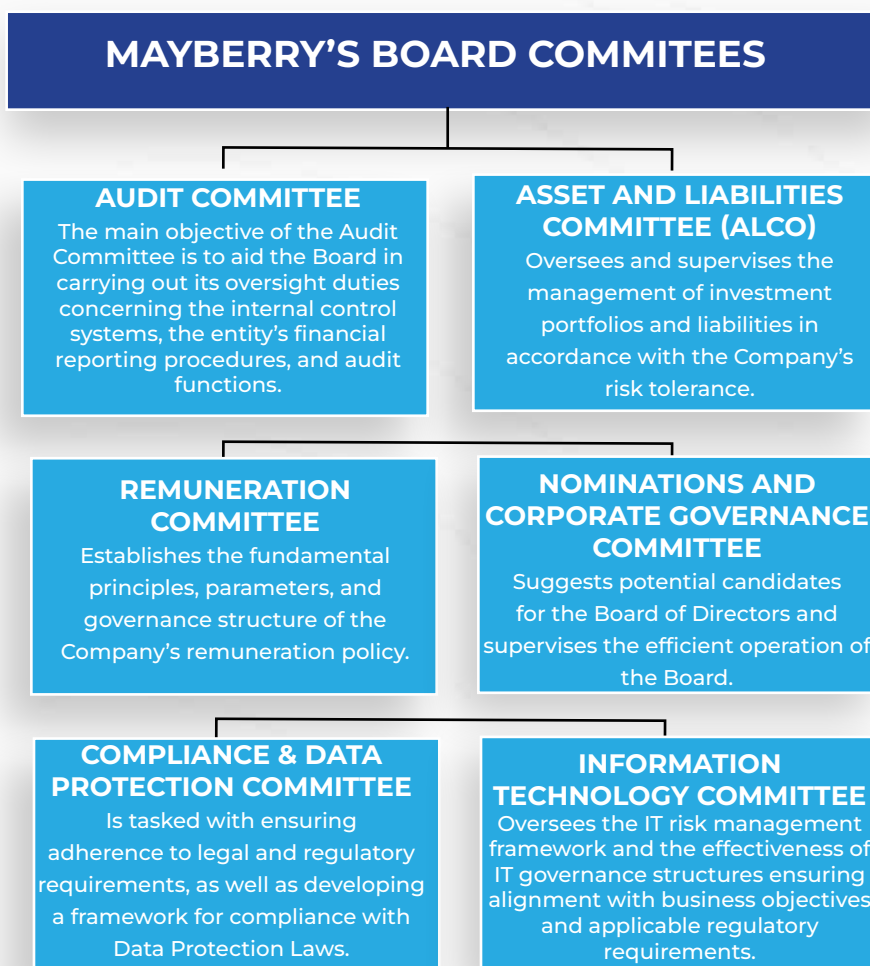 MAYBERRY'S BOARD COMMITEES
AUDIT COMMITTEE
The main objective of the Audit
Committee is to aid the Board in
carrying out its oversight duties
concerning the internal control
systems, the entity's financial
reporting procedures, and audit
functions.
ASSET AND LIABILITIES
COMMITTEE (ALCO)
Oversees and supervises the
management of investment
portfolios and liabilities in
accordance with the Company's
risk tolerance.
REMUNERATION
COMMITTEE
Establishes the fundamental
principles, parameters, and
governance structure of the
Company's remuneration policy.
NOMINATIONS AND
CORPORATE GOVERNANCE
COMMITTEE
Suggests potential candidates
for the Board of Directors and
supervises the efficient operation of
the Board.
COMPLIANCE & DATA
PROTECTION COMMITTEE
Is tasked with ensuring
adherence to legal and regulatory
requirements, as well as developing
a framework for compliance with
Data Protection Laws.
INFORMATION
TECHNOLOGY COMMITTEE
Oversees the IT risk management
framework and the effectiveness of
IT governance structures ensuring
alignment with business objectives
and applicable regulatory
requirements.